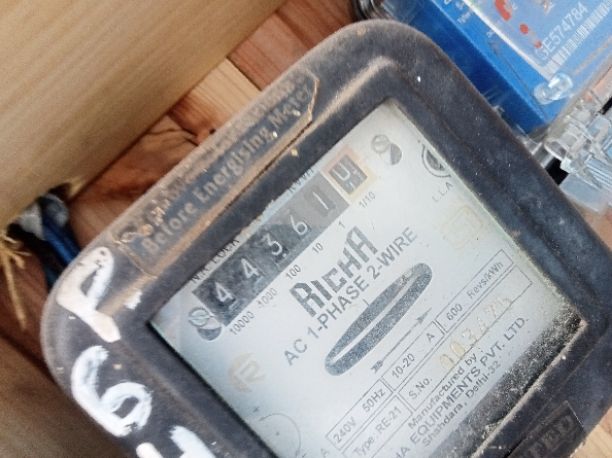 Before Energising Meter
4 4 3 6 1
10000 1000 100 10 1 1/10
RICHA
AC 1-PHASE 2-WIRE
240V 50Hz 10-20 A 600 Revs/kWh
Type: RE-21 S.No.
Manufactured by:
EQUIPMENTS PVT. LTD.
Shahdara, Delhi-32
SE574784